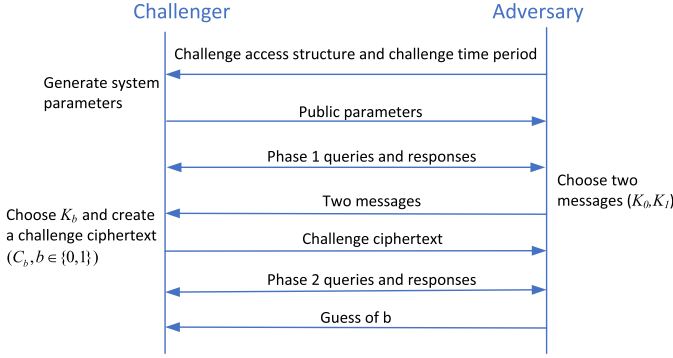 Challenger
Adversary
Challenge access structure and challenge time period
Generate system
parameters
Public parameters
Phase 1 queries and responses
Choose two
messages (K0,K1)
Two messages
Choose Kb and create
a challenge ciphertext
(Cb, b ∈ {0,1})
Challenge ciphertext
Phase 2 queries and responses
Guess of b